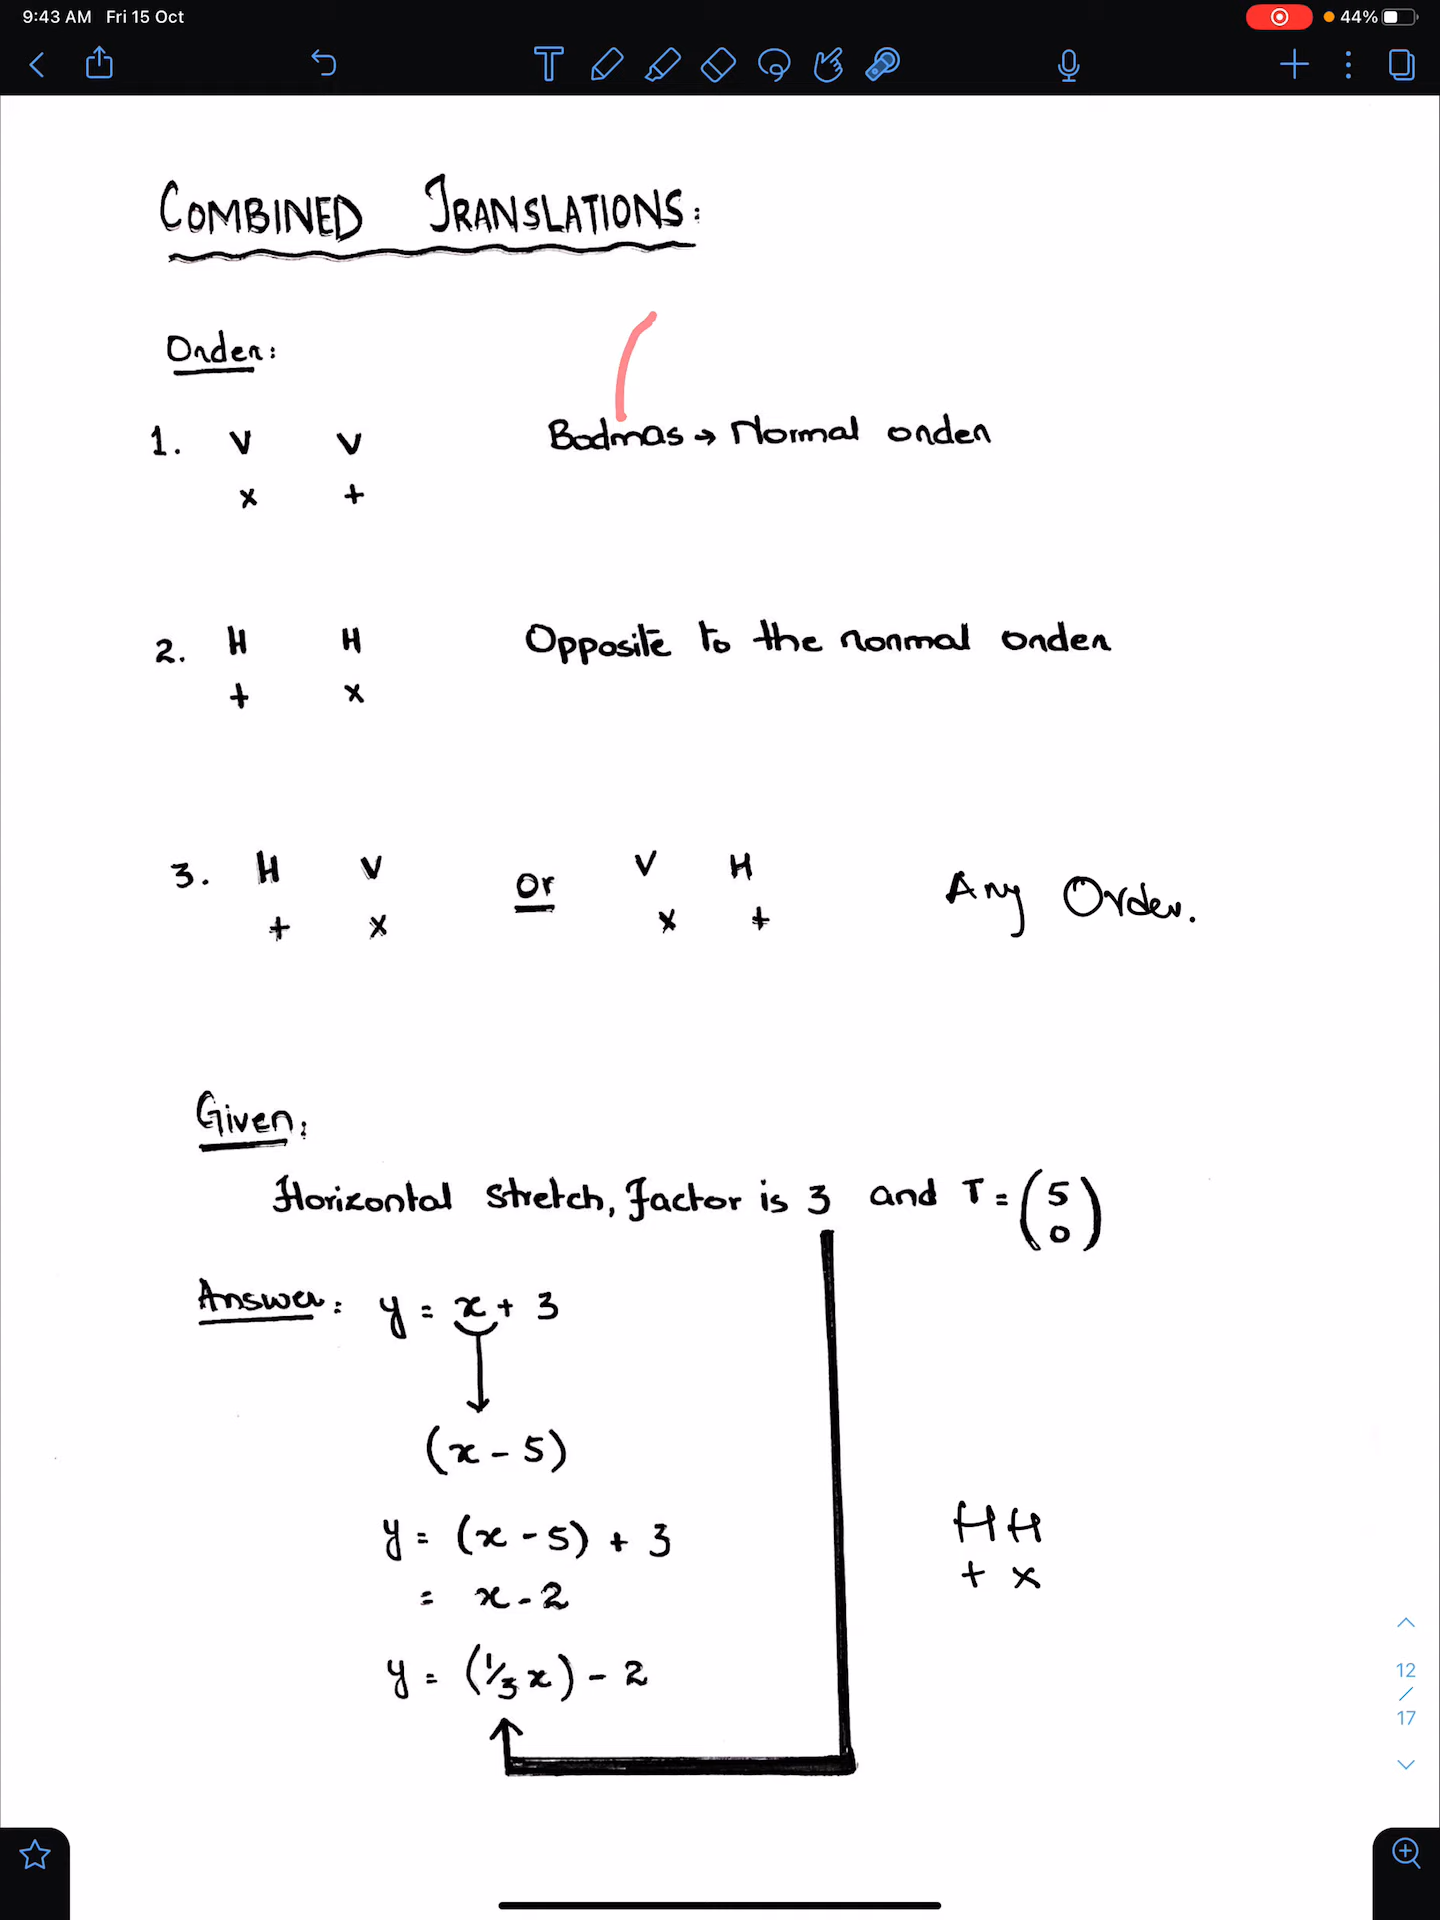 9:43 AM Fri 15 Oct
44%
COMBINED TRANSLATIONS:
Order:
1. V V Bodmas → Normal order
x +
2. H H Opposite to the normal order
+ x
3. H V or V H Any Order.
+ x x +
Given:
Horizontal stretch, factor is 3 and T = (5 0)
Answer: y = x + 3
(x - 5)
y = (x - 5) + 3
= x - 2
y = (1/3 x) - 2
H H
+ x
12
/
17